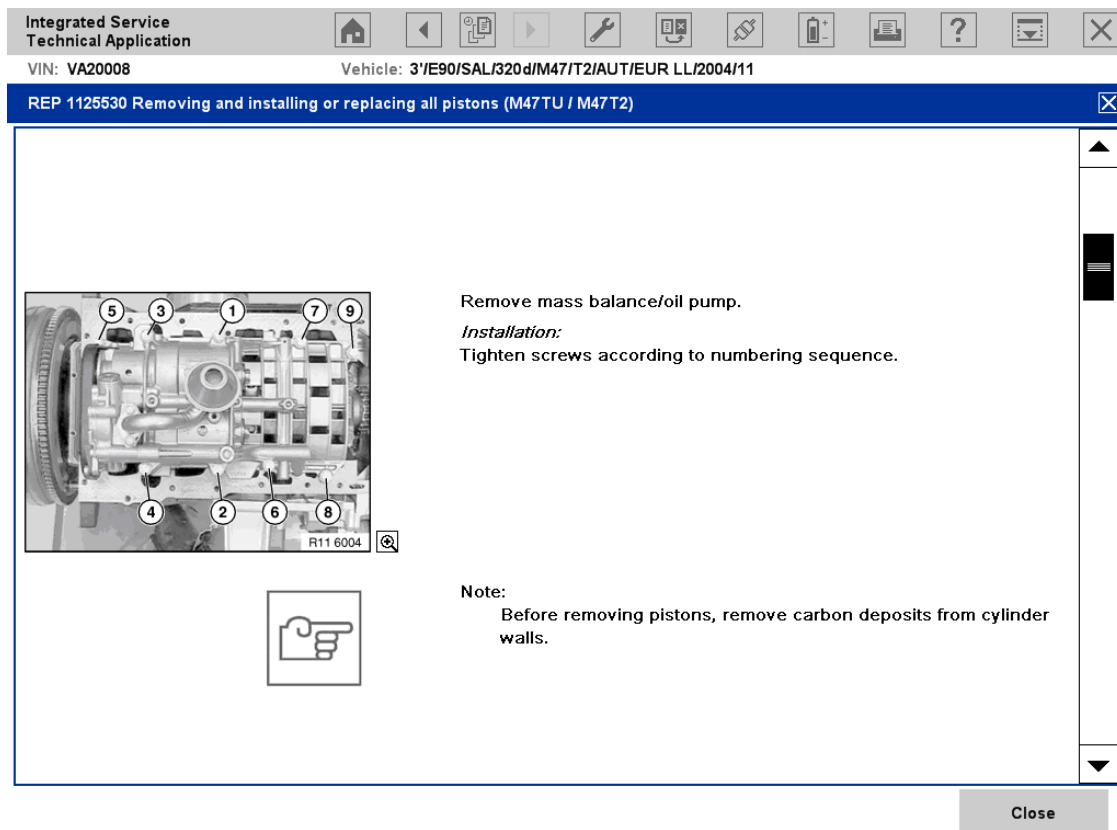 Integrated Service
Technical Application
VIN: VA20008
Vehicle: 3'/E90/SAL/320d/M47/T2/AUT/EUR LL/2004/11
REP 1125530 Removing and installing or replacing all pistons (M47TU / M47T2)
Remove mass balance/oil pump.
Installation:
Tighten screws according to numbering sequence.
5 3 1 7 9
4 2 6 8
R11 6004
Note:
Before removing pistons, remove carbon deposits from cylinder
walls.
Close